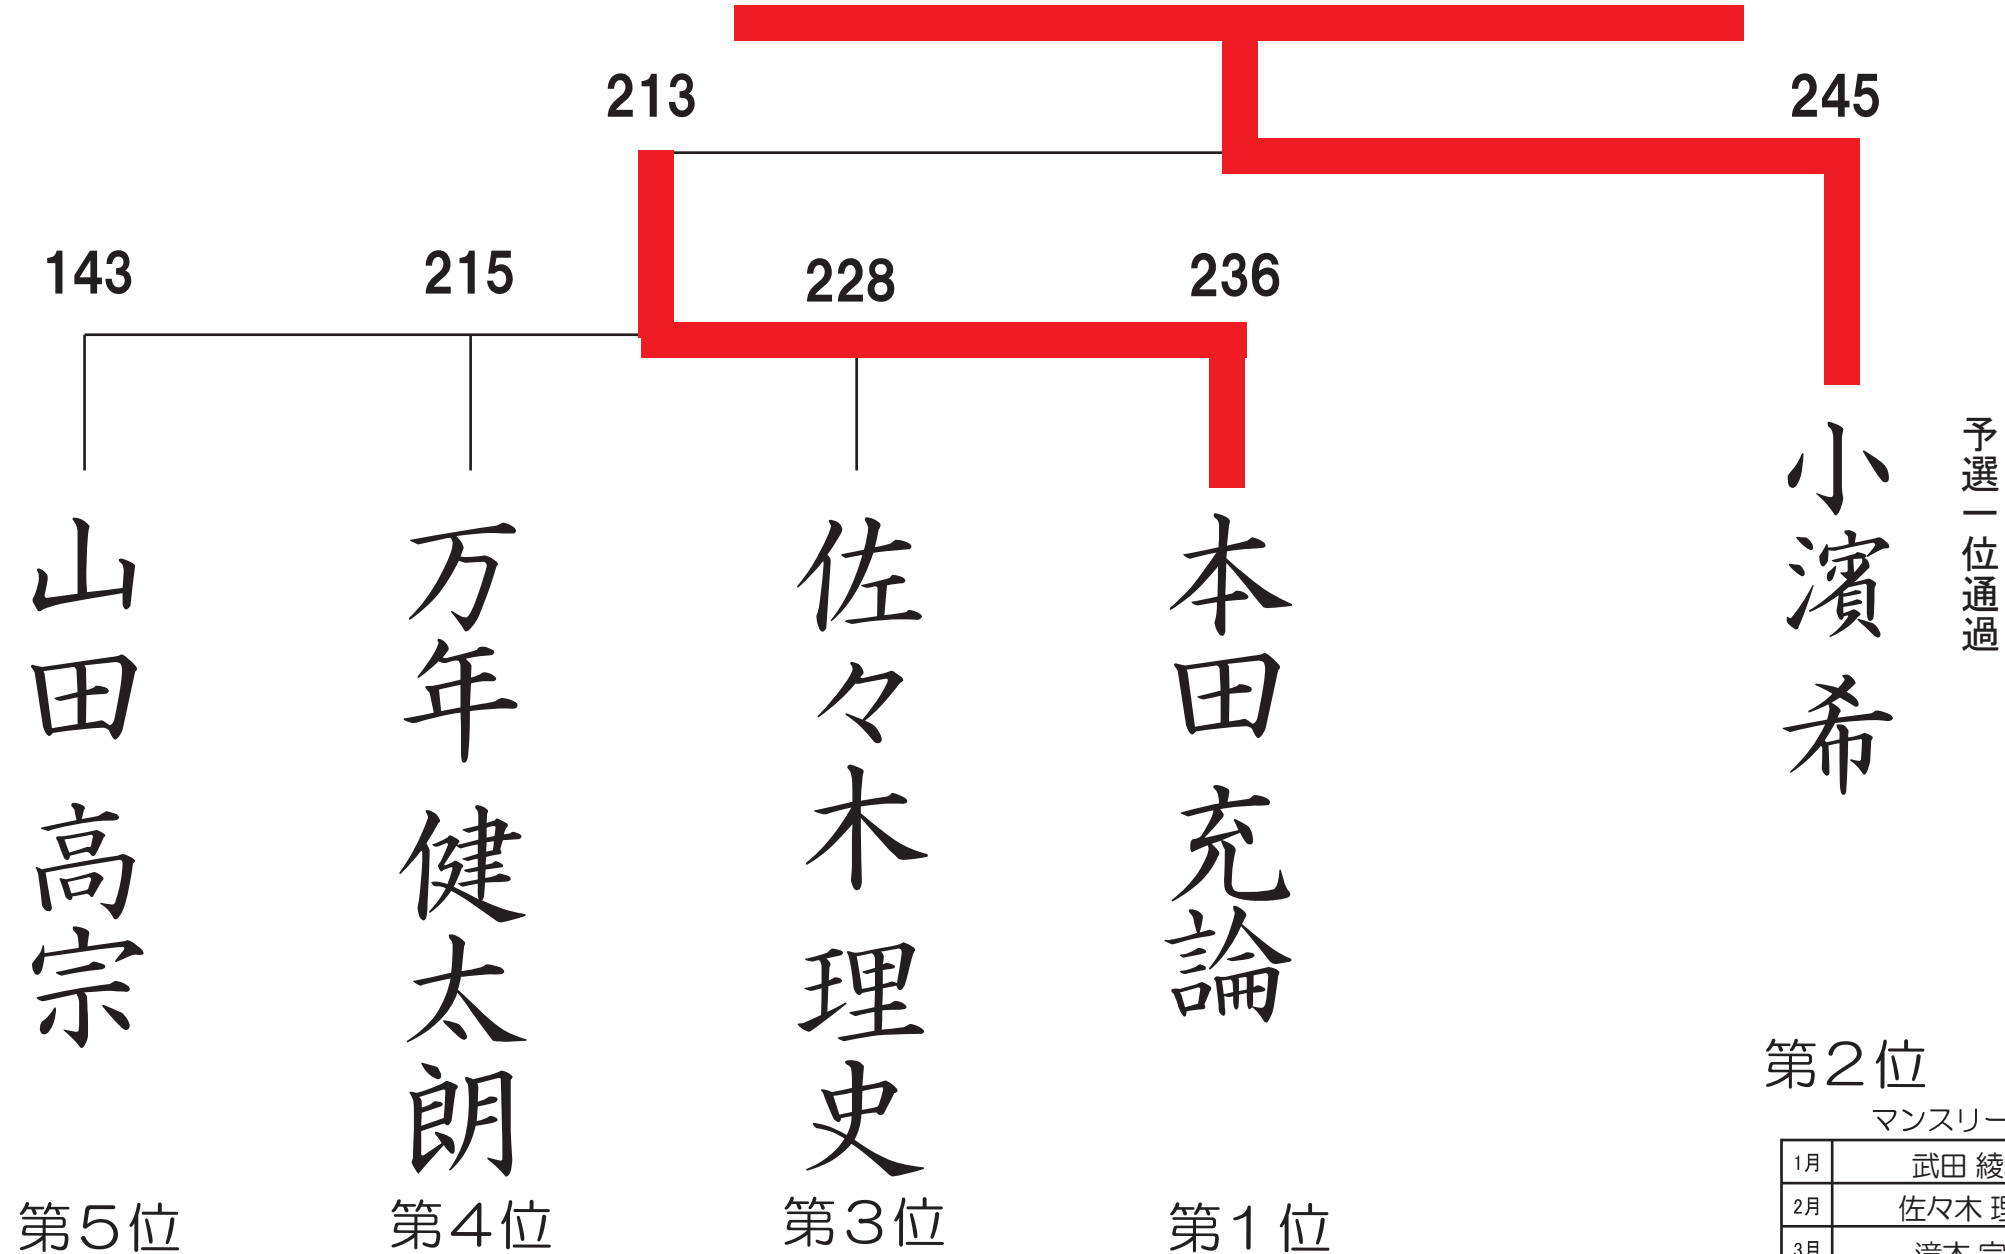 213
245
143
215
228
236
山田 高宗
万年 健太朗
佐々木 理史
本田 充論
小濱 希
予選一位通過
第5位
第4位
第3位
第1位
第2位
マンスリー
1月 武田 綾
2月 佐々木 理
3月